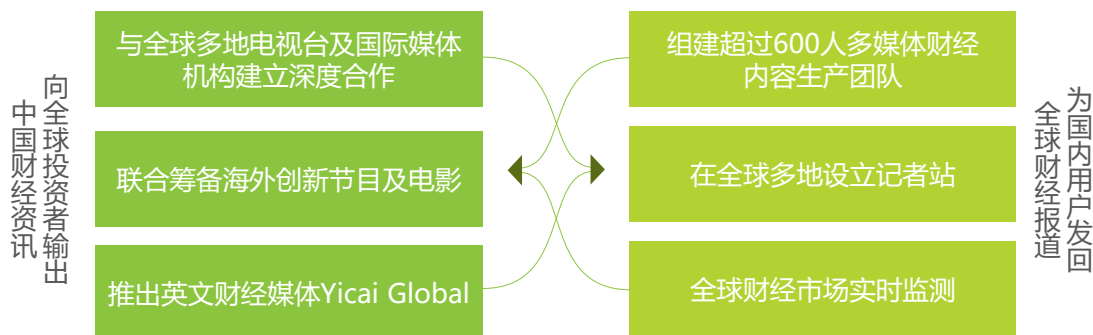 向全球投资者输出
中国财经资讯
与全球多地电视台及国际媒体
机构建立深度合作
联合筹备海外创新节目及电影
推出英文财经媒体Yicai Global
组建超过600人多媒体财经
内容生产团队
在全球多地设立记者站
全球财经市场实时监测
为国内用户发回
全球财经报道